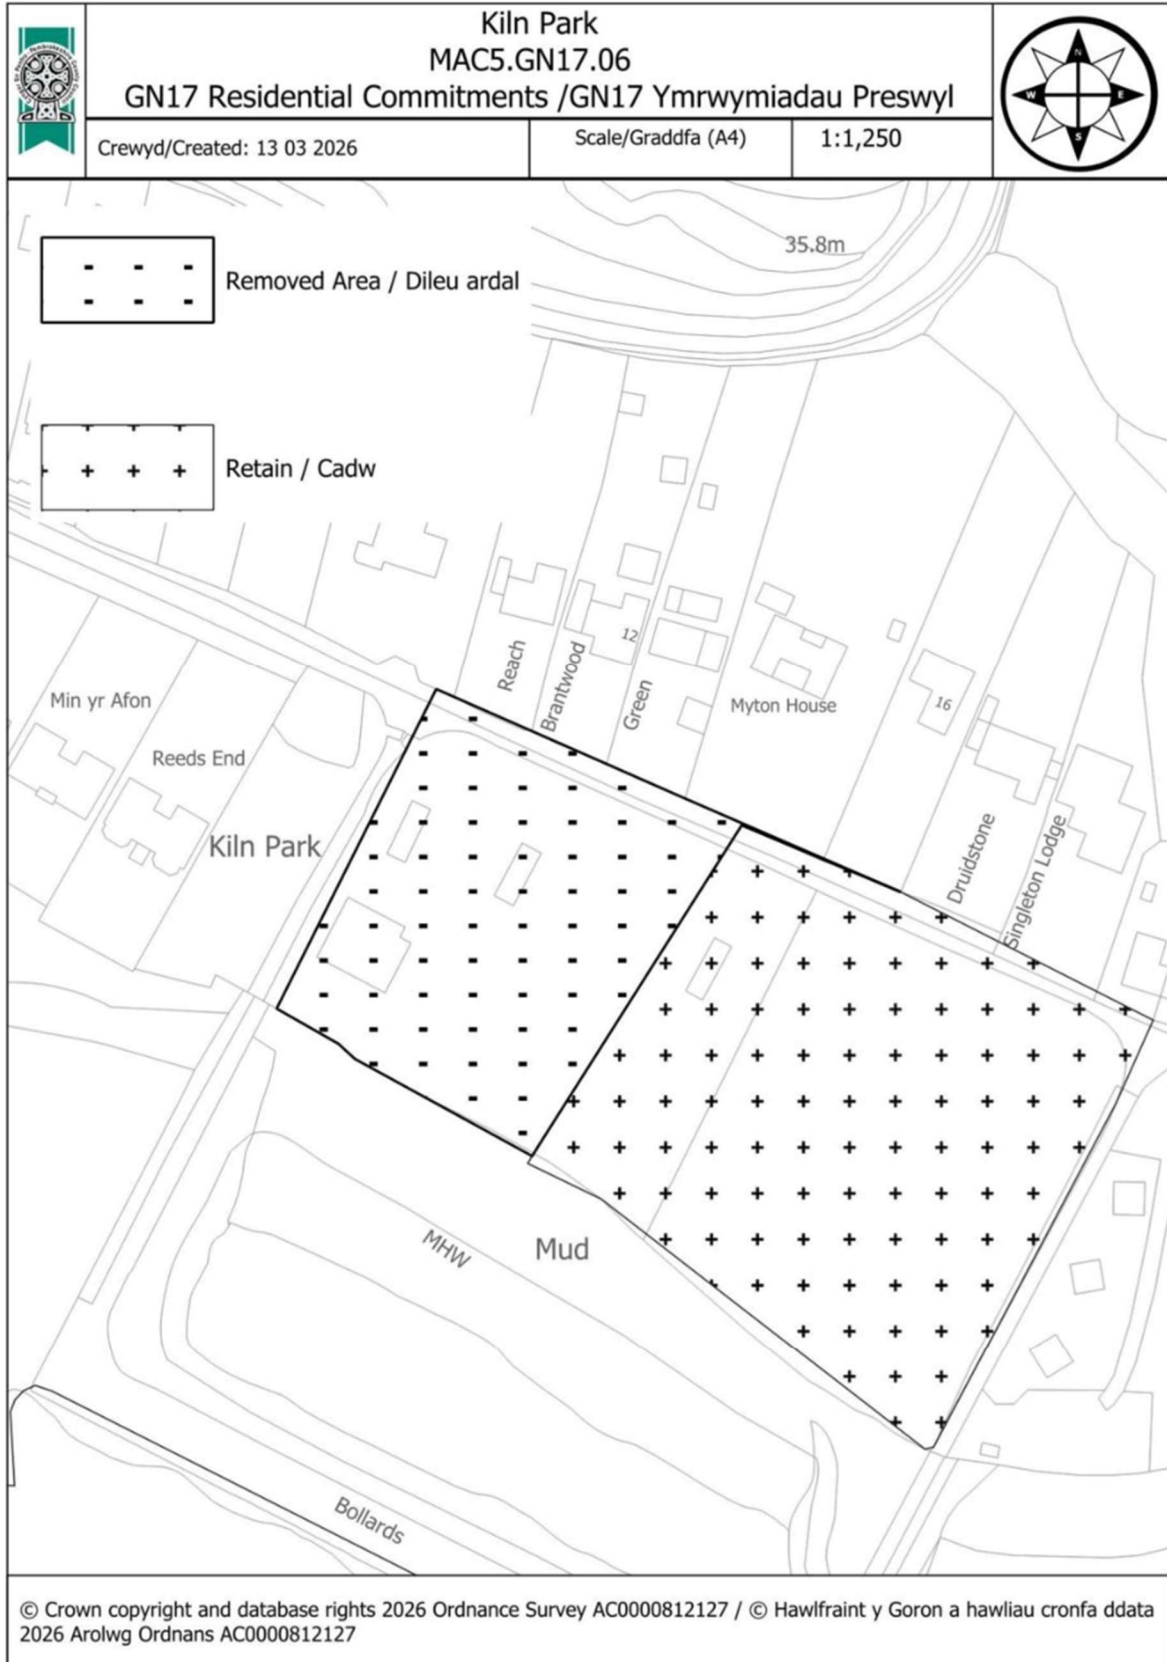 Kiln Park
MAC5.GN17.06
GN17 Residential Commitments /GN17 Ymrwymiadau Preswyl
Crewyd/Created: 13 03 2026
Scale/Graddfa (A4)
1:1,250
N
W
E
S
35.8m
Removed Area / Dileu ardal
Retain / Cadw
Reach
Brantwood
12
Green
Myton House
16
Druidstone
Singleton Lodge
Min yr Afon
Reeds End
Kiln Park
MHW
Mud
Bollards
© Crown copyright and database rights 2026 Ordnance Survey AC0000812127 / © Hawlfraint y Goron a hawliau cronfa ddata
2026 Arolwg Ordnans AC0000812127